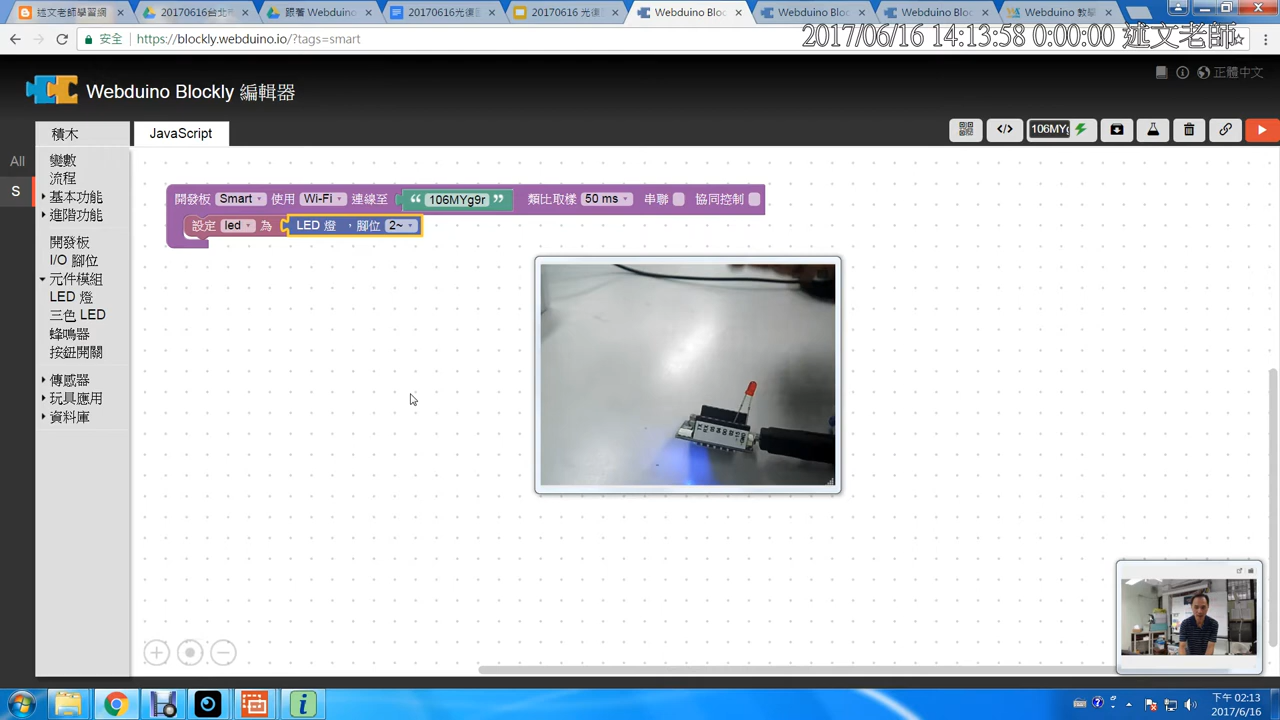 述文老師學習網
20170616台北市
跟著 Webduino
20170616光復
20170616 光復
Webduino Bloc
Webduino Bloc
Webduino Bloc
Webduino 教學
安全
https://blockly.webduino.io/?tags=smart
2017/06/16 14:13:58 0:00:00 述文老師
Webduino Blockly 編輯器
正體中文
積木
JavaScript
</>
106MYg
All
S
變數
流程
基本功能
進階功能
開發板
I/O 腳位
元件模組
LED 燈
三色 LED
蜂鳴器
按鈕開關
傳感器
玩具應用
資料庫
開發板 Smart 使用 Wi-Fi 連線至 “ 106MYg9r ” 類比取樣 50 ms 串聯 協同控制
設定 led 為 LED 燈 ，腳位 2~
下午 02:13
2017/6/16